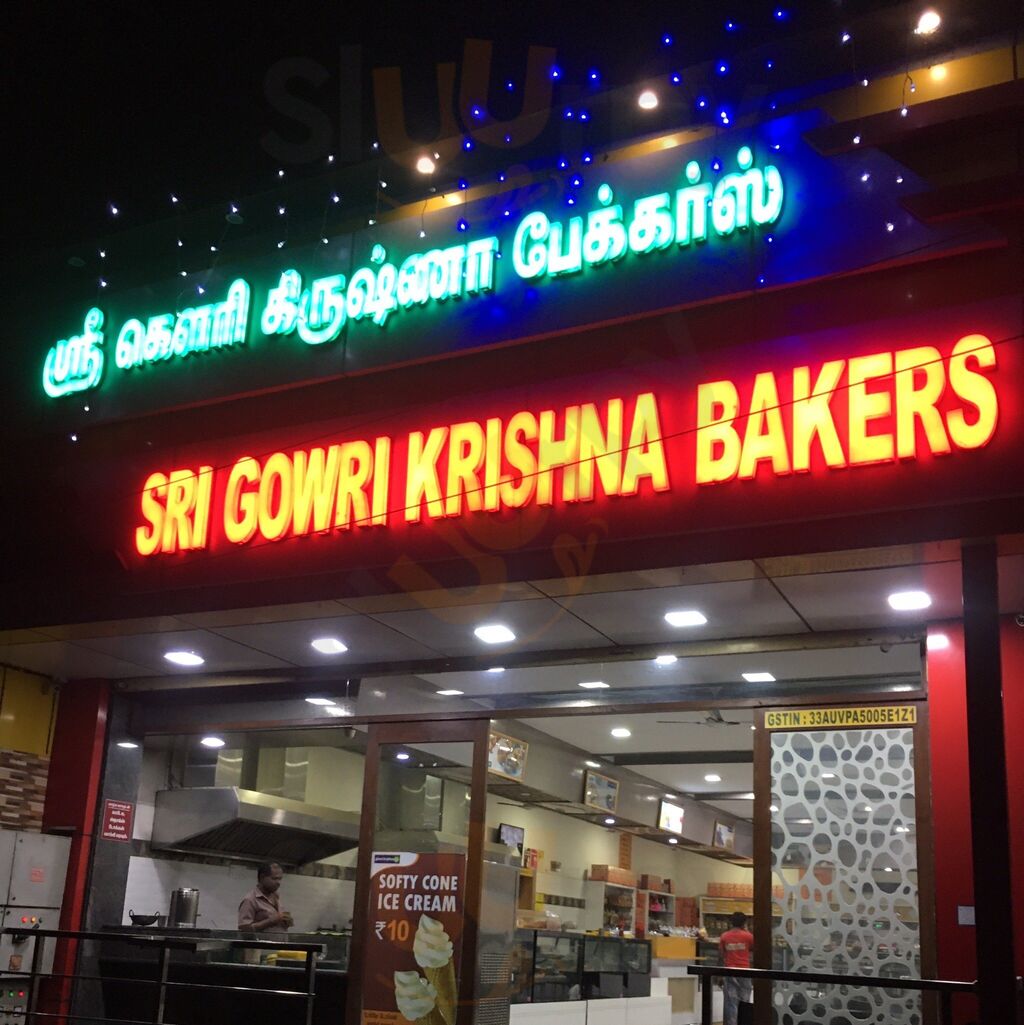 ஸ்ரீ கௌரி கிருஷ்ணா பேக்கர்ஸ்
SRI GOWRI KRISHNA BAKERS
GSTIN : 33AUVPA5005E1Z1
SOFTY CONE
ICE CREAM
₹10